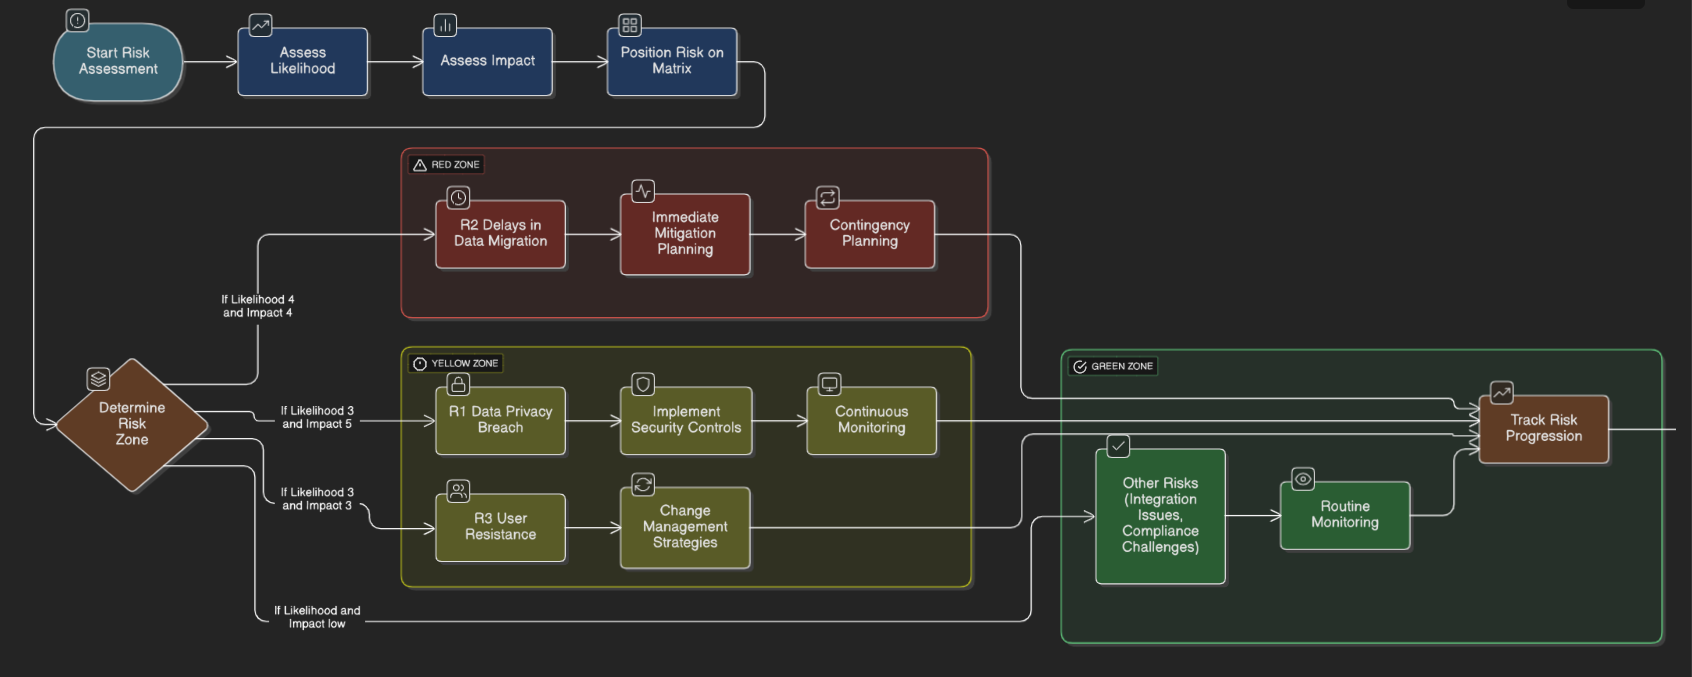 Start Risk
Assessment
Assess
Likelihood
Assess Impact
Position Risk on
Matrix
RED ZONE
R2 Delays in
Data Migration
Immediate
Mitigation
Planning
Contingency
Planning
If Likelihood 4
and Impact 4
YELLOW ZONE
GREEN ZONE
Determine
Risk
Zone
If Likelihood 3
and Impact 5
R1 Data Privacy
Breach
Implement
Security Controls
Continuous
Monitoring
Track Risk
Progression
If Likelihood 3
and Impact 3
R3 User
Resistance
Change
Management
Strategies
Other Risks
(Integration
Issues,
Compliance
Challenges)
Routine
Monitoring
If Likelihood and
Impact low